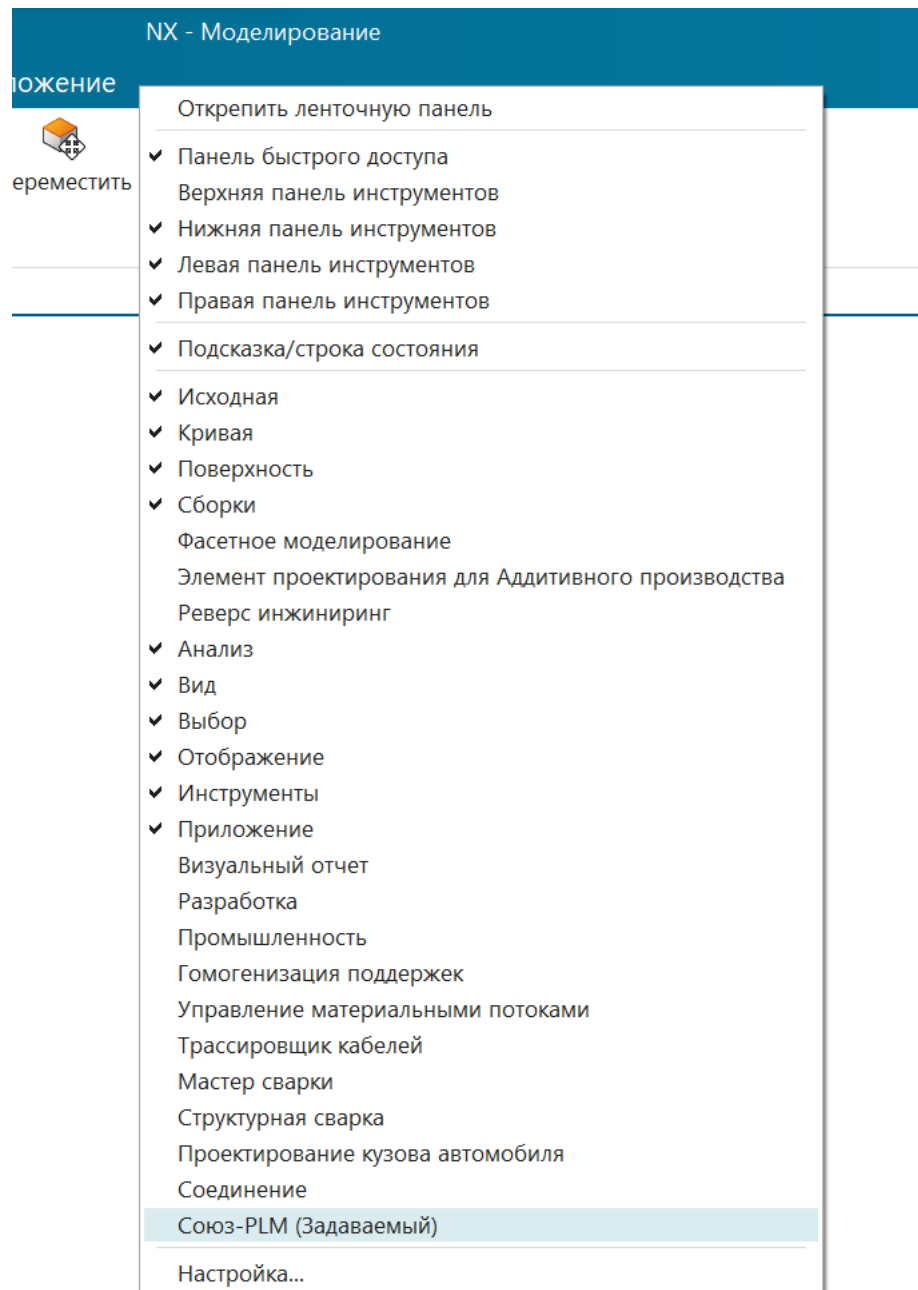 NX - Моделирование
ложение
Открепить ленточную панель
Панель быстрого доступа
ереместить
Верхняя панель инструментов
Нижняя панель инструментов
Левая панель инструментов
Правая панель инструментов
Подсказка/строка состояния
Исходная
Кривая
Поверхность
Сборки
Фасетное моделирование
Элемент проектирования для Аддитивного производства
Реверс инжиниринг
Анализ
Вид
Выбор
Отображение
Инструменты
Приложение
Визуальный отчет
Разработка
Промышленность
Гомогенизация поддержек
Управление материальными потоками
Трассировщик кабелей
Мастер сварки
Структурная сварка
Проектирование кузова автомобиля
Соединение
Союз-PLM (Задаваемый)
Настройка...